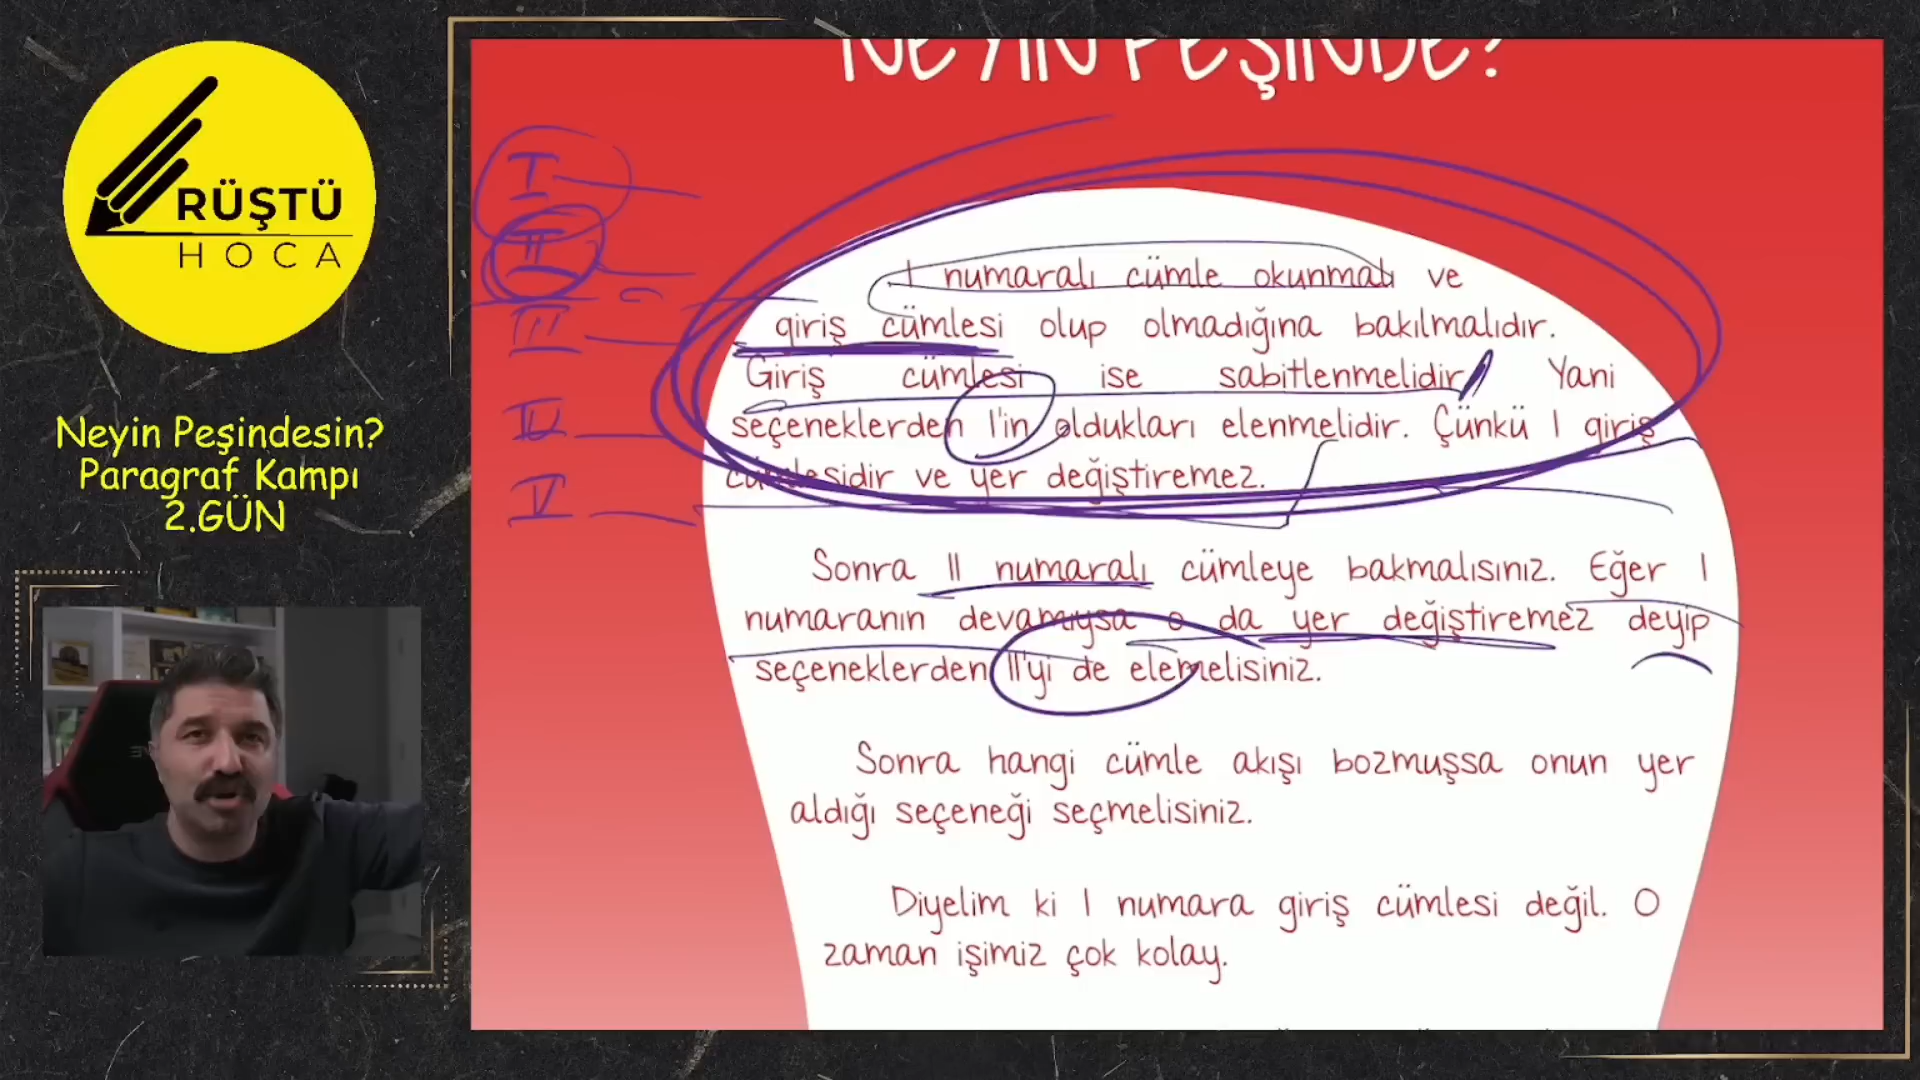 RÜŞTÜ
HOCA
Neyin Peşindesin?
Paragraf Kampı
2.GÜN
NEYİN PEŞİNDE?
I
II
III
IV
V
I numaralı cümle okunmalı ve
giriş cümlesi olup olmadığına bakılmalıdır.
Giriş cümlesi ise sabitlenmelidir. Yani
seçeneklerden I'in oldukları elenmelidir. Çünkü I giriş
cümlesidir ve yer değiştiremez.
Sonra II numaralı cümleye bakmalısınız. Eğer I
numaranın devamıysa o da yer değiştiremez deyip
seçeneklerden II'yi de elemelisiniz.
Sonra hangi cümle akışı bozmuşsa onun yer
aldığı seçeneği seçmelisiniz.
Diyelim ki I numara giriş cümlesi değil. O
zaman işimiz çok kolay.